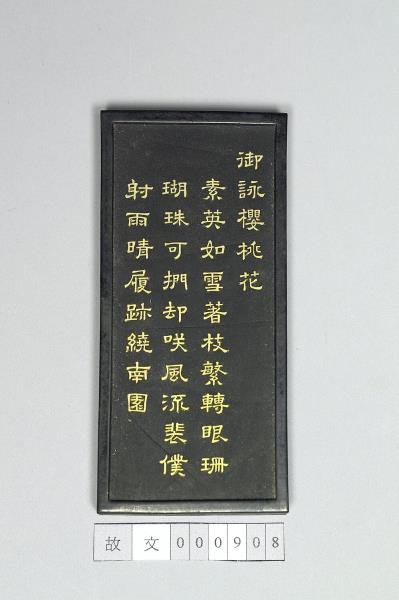 御詠櫻桃花
素英如雪著枝繁轉眼珊
瑚珠可捫却咲風流裴僕
射雨晴履跡繞南園
故文000908